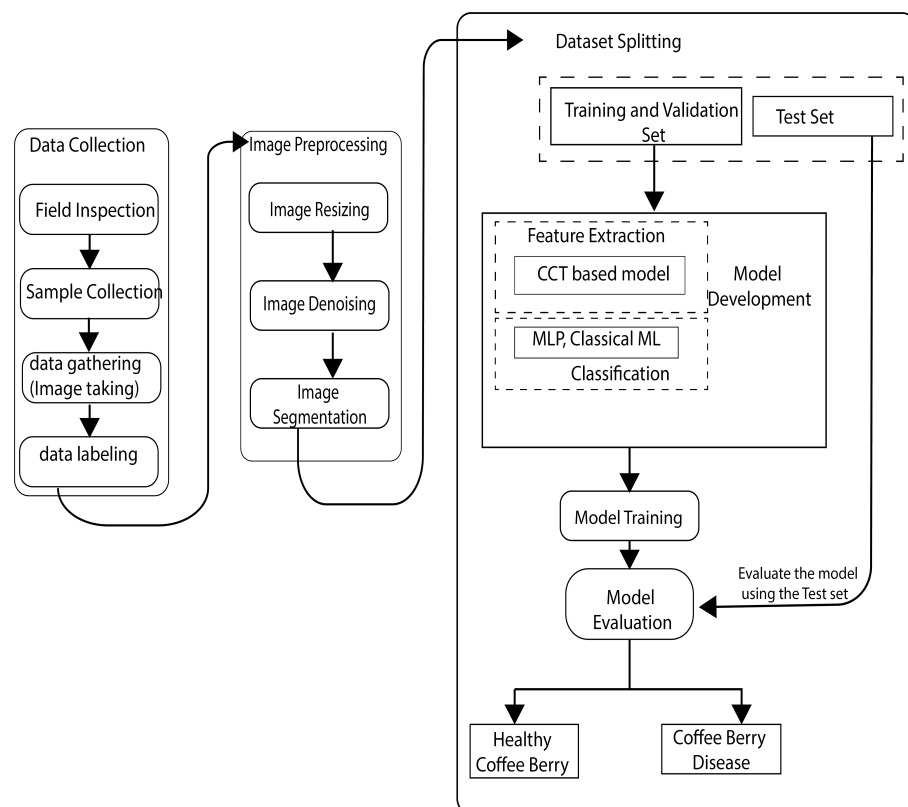 Data Collection
Field Inspection
Sample Collection
data gathering
(Image taking)
data labeling
Image Preprocessing
Image Resizing
Image Denoising
Image
Segmentation
Dataset Splitting
Training and Validation
Set
Test Set
Feature Extraction
CCT based model
Model
Development
MLP, Classical ML
Classification
Model Training
Evaluate the model
using the Test set
Model
Evaluation
Healthy
Coffee Berry
Coffee Berry
Disease